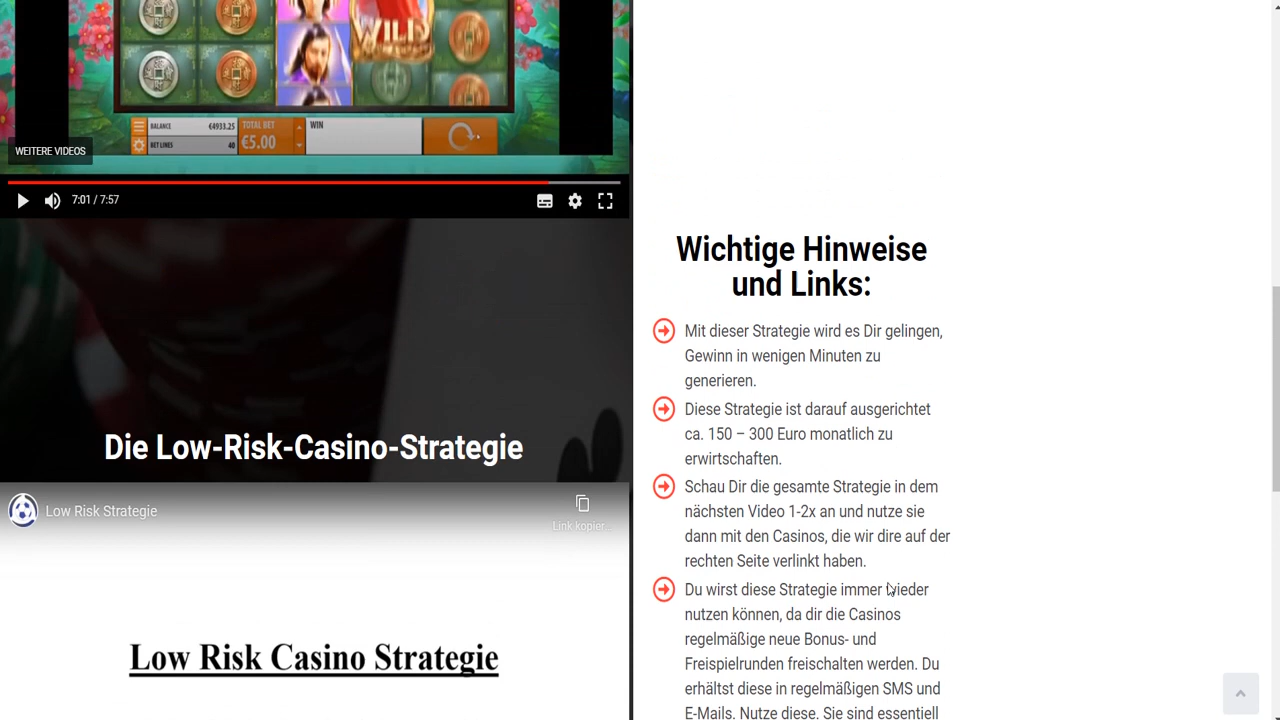 WILD
BALANCE €4933.25
BET LINES 40
TOTAL BET
€5.00
WIN
WEITERE VIDEOS
7:01 / 7:57
Die Low-Risk-Casino-Strategie
Low Risk Strategie
Link kopier...
Low Risk Casino Strategie
Wichtige Hinweise
und Links:
Mit dieser Strategie wird es Dir gelingen,
Gewinn in wenigen Minuten zu
generieren.
Diese Strategie ist darauf ausgerichtet
ca. 150 – 300 Euro monatlich zu
erwirtschaften.
Schau Dir die gesamte Strategie in dem
nächsten Video 1-2x an und nutze sie
dann mit den Casinos, die wir dire auf der
rechten Seite verlinkt haben.
Du wirst diese Strategie immer wieder
nutzen können, da dir die Casinos
regelmäßige neue Bonus- und
Freispielrunden freischalten werden. Du
erhältst diese in regelmäßigen SMS und
E-Mails. Nutze diese. Sie sind essentiell